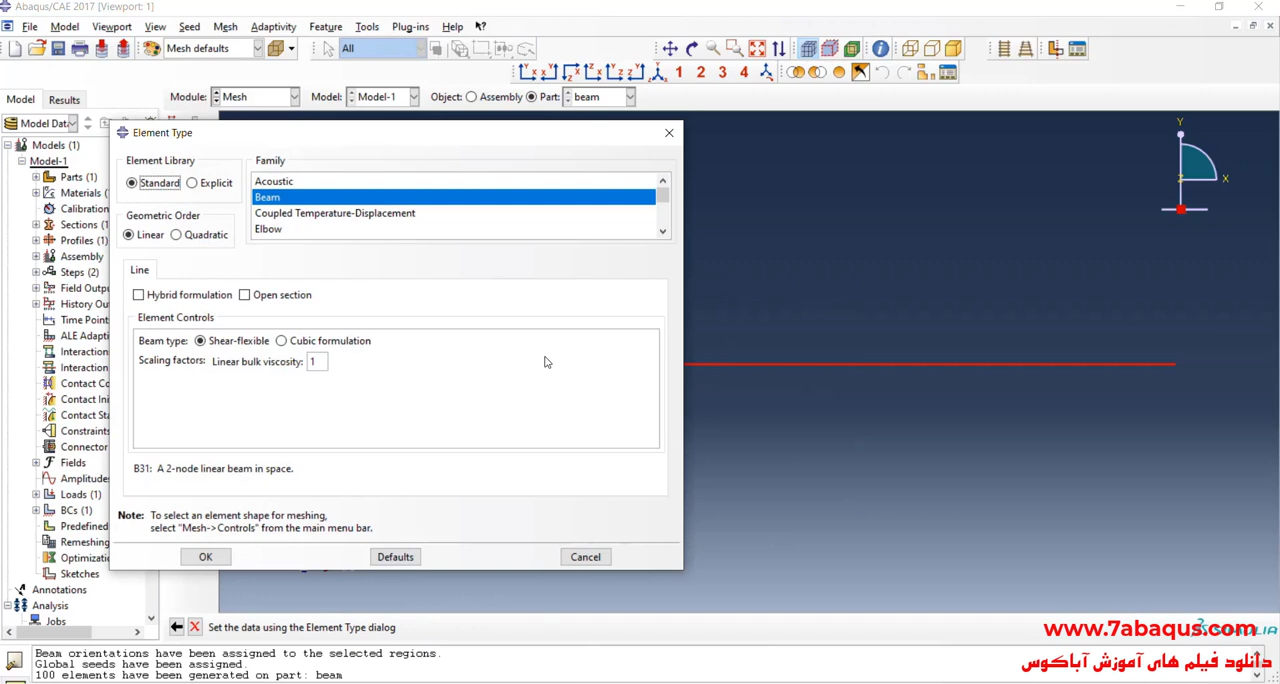 Abaqus/CAE 2017 [Viewport: 1]
File Model Viewport View Seed Mesh Adaptivity Feature Tools Plug-ins Help
Mesh defaults All
1 2 3 4
Model Results Module: Mesh Model: Model-1 Object: Assembly Part: beam
Model Data
Models (1)
Model-1
Parts (1)
Materials
Calibration
Sections (1
Profiles (1)
Assembly
Steps (2)
Field Outp
History Ou
Time Point
ALE Adapti
Interaction
Interaction
Contact Co
Contact Ini
Contact Sta
Constraints
Connector
Fields
Amplitudes
Loads (1)
BCs (1)
Predefined
Remeshing
Optimizatio
Sketches
Annotations
Analysis
Jobs
Element Type
Element Library
Standard Explicit
Geometric Order
Linear Quadratic
Family
Acoustic
Beam
Coupled Temperature-Displacement
Elbow
Line
Hybrid formulation Open section
Element Controls
Beam type: Shear-flexible Cubic formulation
Scaling factors: Linear bulk viscosity: 1
B31: A 2-node linear beam in space.
Note: To select an element shape for meshing,
select "Mesh->Controls" from the main menu bar.
OK Defaults Cancel
Y
Z X
Set the data using the Element Type dialog
www.7abaqus.com
دانلود فیلم های آموزش آباکوس
Beam orientations have been assigned to the selected regions.
Global seeds have been assigned.
100 elements have been generated on part: beam